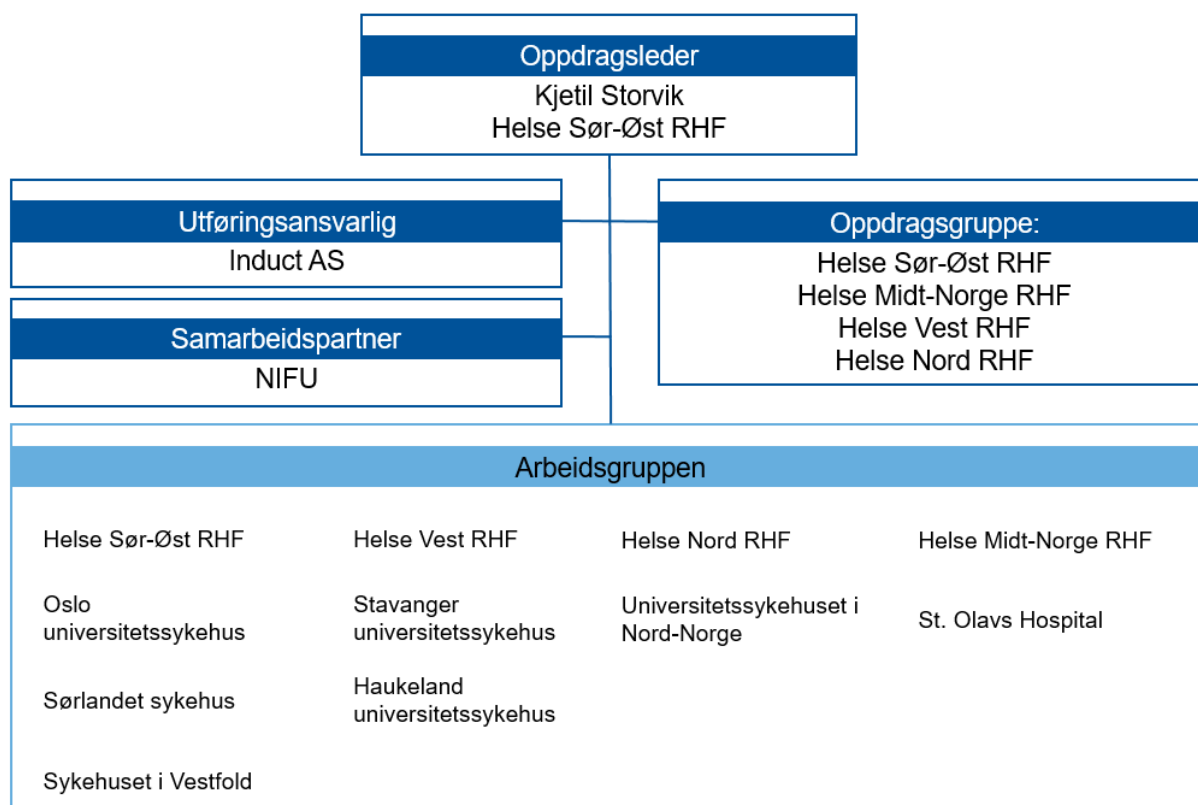 Oppdragsleder
Kjetil Storvik
Helse Sør-Øst RHF
Utføringsansvarlig
Induct AS
Samarbeidspartner
NIFU
Oppdragsgruppe:
Helse Sør-Øst RHF
Helse Midt-Norge RHF
Helse Vest RHF
Helse Nord RHF
Arbeidsgruppen
Helse Sør-Øst RHF
Oslo
universitetssykehus
Sørlandet sykehus
Sykehuset i Vestfold
Helse Vest RHF
Stavanger
universitetssykehus
Haukeland
universitetssykehus
Helse Nord RHF
Universitetssykehuset i
Nord-Norge
Helse Midt-Norge RHF
St. Olavs Hospital